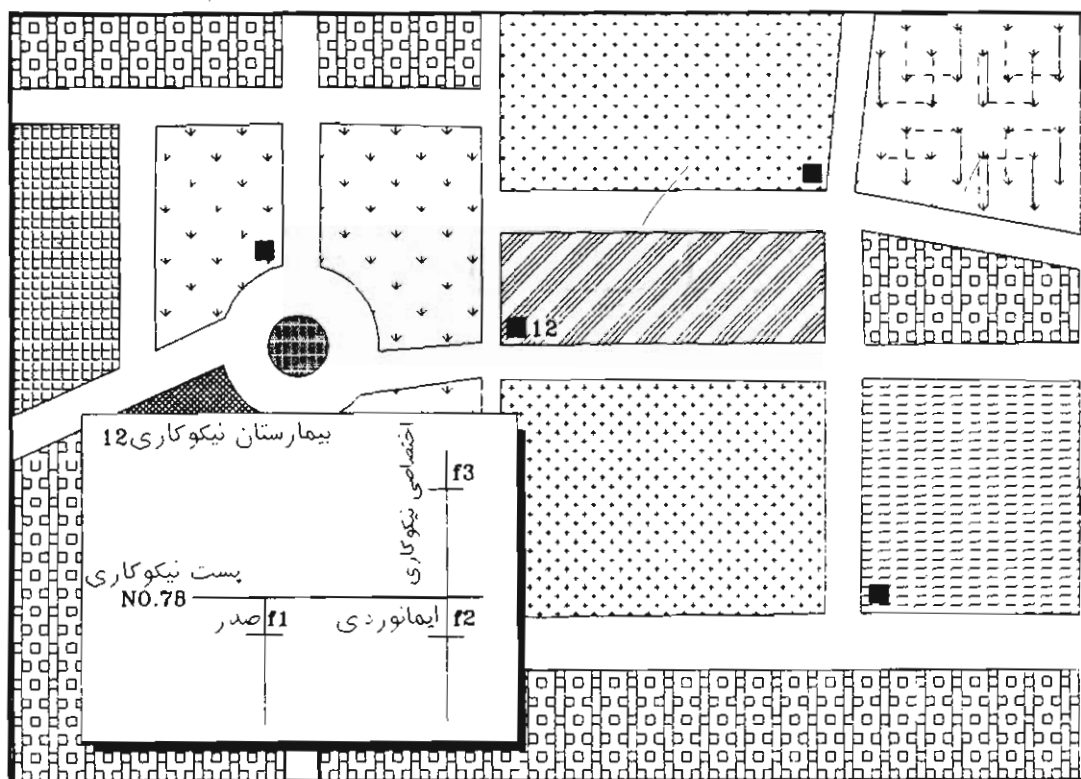 12
بیمارستان نیکوکاری12
اختصاصی نیکوکاری
f3
پست نیکوکاری
NO.78
صدر f1
ایمانوردی f2